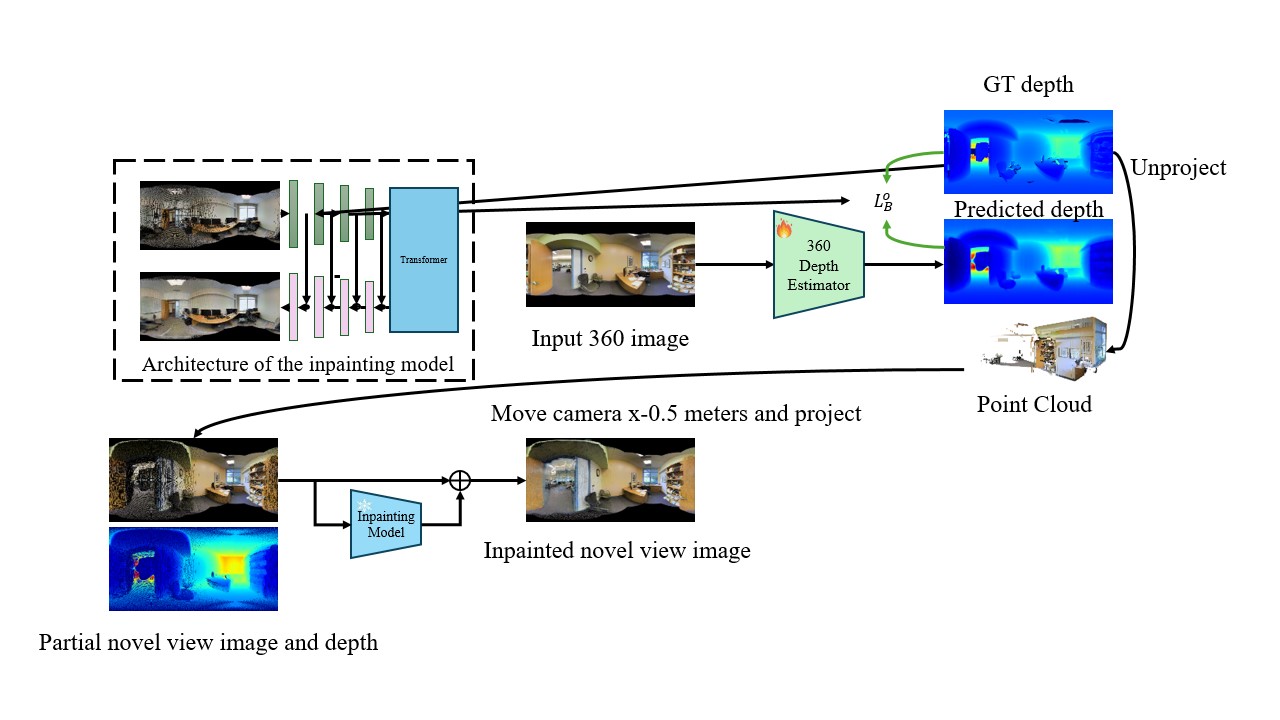 GT depth
Unproject
Predicted depth
L_B^o
360
Depth
Estimator
Transformer
Input 360 image
Architecture of the inpainting model
Point Cloud
Move camera x-0.5 meters and project
Inpainting
Model
Inpainted novel view image
Partial novel view image and depth